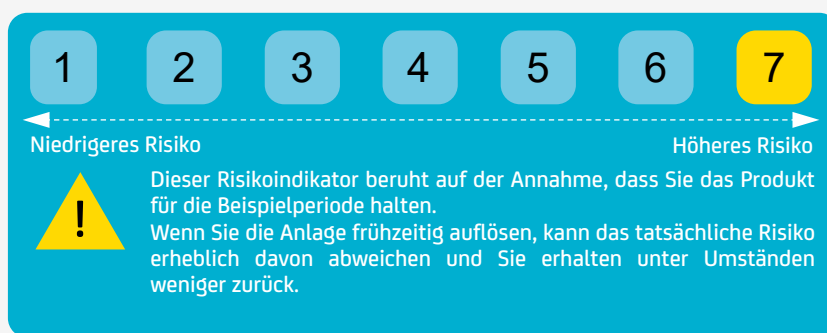 1 2 3 4 5 6 7
Niedrigeres Risiko Höheres Risiko
!
Dieser Risikoindikator beruht auf der Annahme, dass Sie das Produkt
für die Beispielperiode halten.
Wenn Sie die Anlage frühzeitig auflösen, kann das tatsächliche Risiko
erheblich davon abweichen und Sie erhalten unter Umständen
weniger zurück.